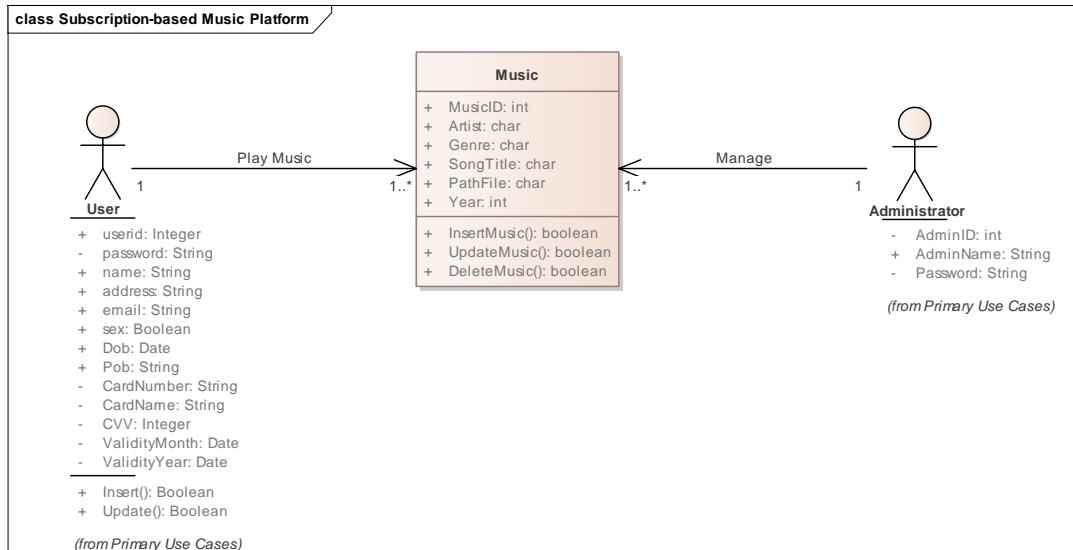 class Subscription-based Music Platform
Music
+ MusicID: int
+ Artist: char
+ Genre: char
+ SongTitle: char
+ PathFile: char
+ Year: int
+ InsertMusic(): boolean
+ UpdateMusic(): boolean
+ DeleteMusic(): boolean
Play Music
1
1..*
Manage
1..*
1
User
+ userid: Integer
- password: String
+ name: String
+ address: String
+ email: String
+ sex: Boolean
+ Dob: Date
+ Pob: String
- CardNumber: String
- CardName: String
- CVV: Integer
- ValidityMonth: Date
- ValidityYear: Date
+ Insert(): Boolean
+ Update(): Boolean
(from Primary Use Cases)
Administrator
- AdminID: int
+ AdminName: String
- Password: String
(from Primary Use Cases)